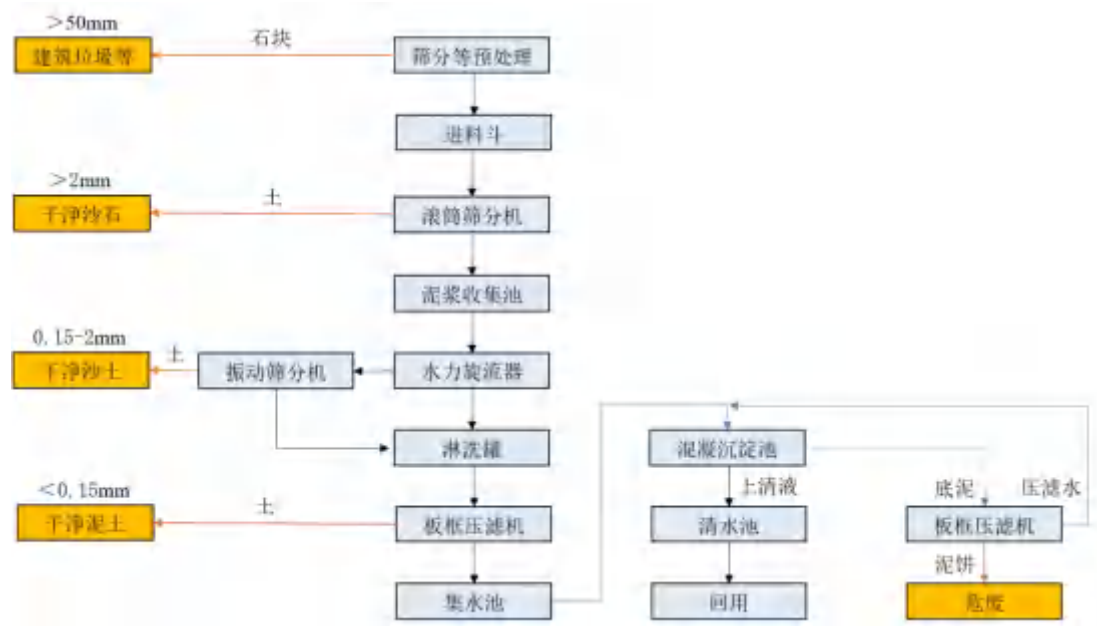 >50mm
石块
建筑垃圾等
筛分等预处理
进料斗
>2mm
土
干净沙石
滚筒筛分机
泥浆收集池
0.15-2mm
土
干净沙土
振动筛分机
水力旋流器
淋洗罐
混凝沉淀池
<0.15mm
土
上清液
底泥
压滤水
干净泥土
板框压滤机
清水池
板框压滤机
泥饼
集水池
回用
危废